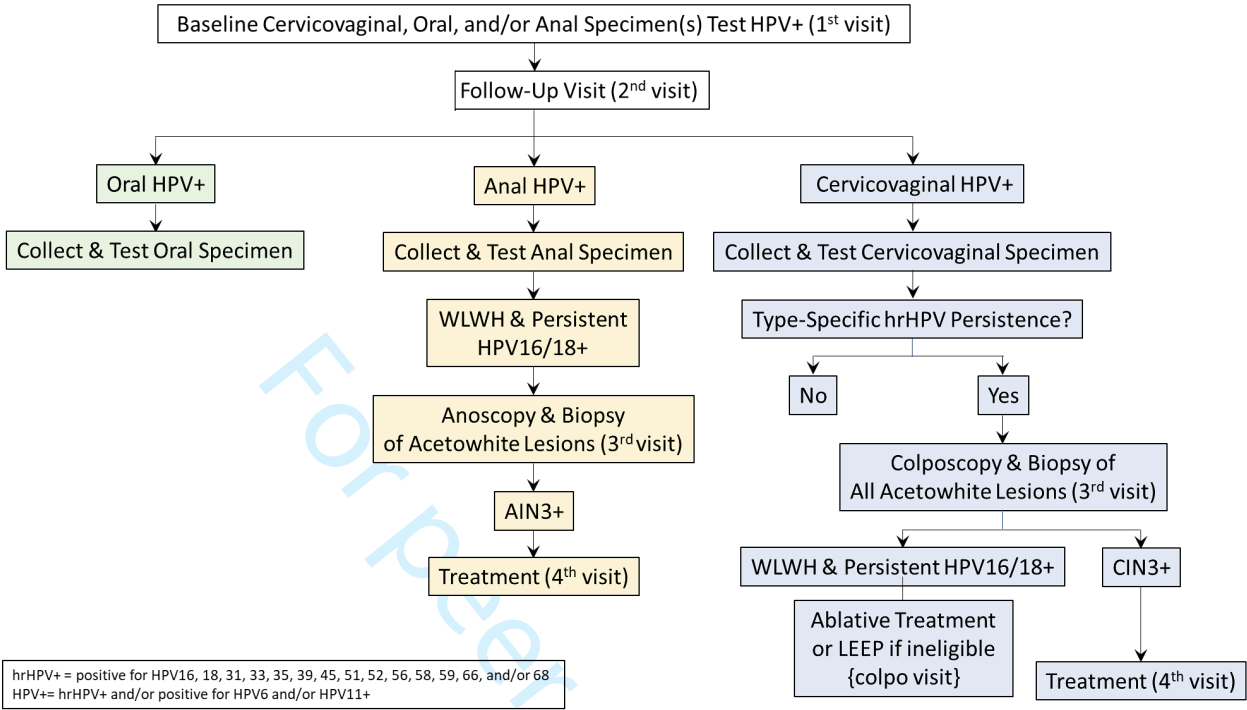 Baseline Cervicovaginal, Oral, and/or Anal Specimen(s) Test HPV+ (1st visit)
Follow-Up Visit (2nd visit)
Oral HPV+
Anal HPV+
Cervicovaginal HPV+
Collect & Test Oral Specimen
Collect & Test Anal Specimen
Collect & Test Cervicovaginal Specimen
WLWH & Persistent
HPV16/18+
Type-Specific hrHPV Persistence?
No
Yes
Anoscopy & Biopsy
of Acetowhite Lesions (3rd visit)
Colposcopy & Biopsy of
All Acetowhite Lesions (3rd visit)
AIN3+
WLWH & Persistent HPV16/18+
CIN3+
Treatment (4th visit)
Ablative Treatment
or LEEP if ineligible
{colpo visit}
Treatment (4th visit)
hrHPV+ = positive for HPV16, 18, 31, 33, 35, 39, 45, 51, 52, 56, 58, 59, 66, and/or 68
HPV+= hrHPV+ and/or positive for HPV6 and/or HPV11+
For peer